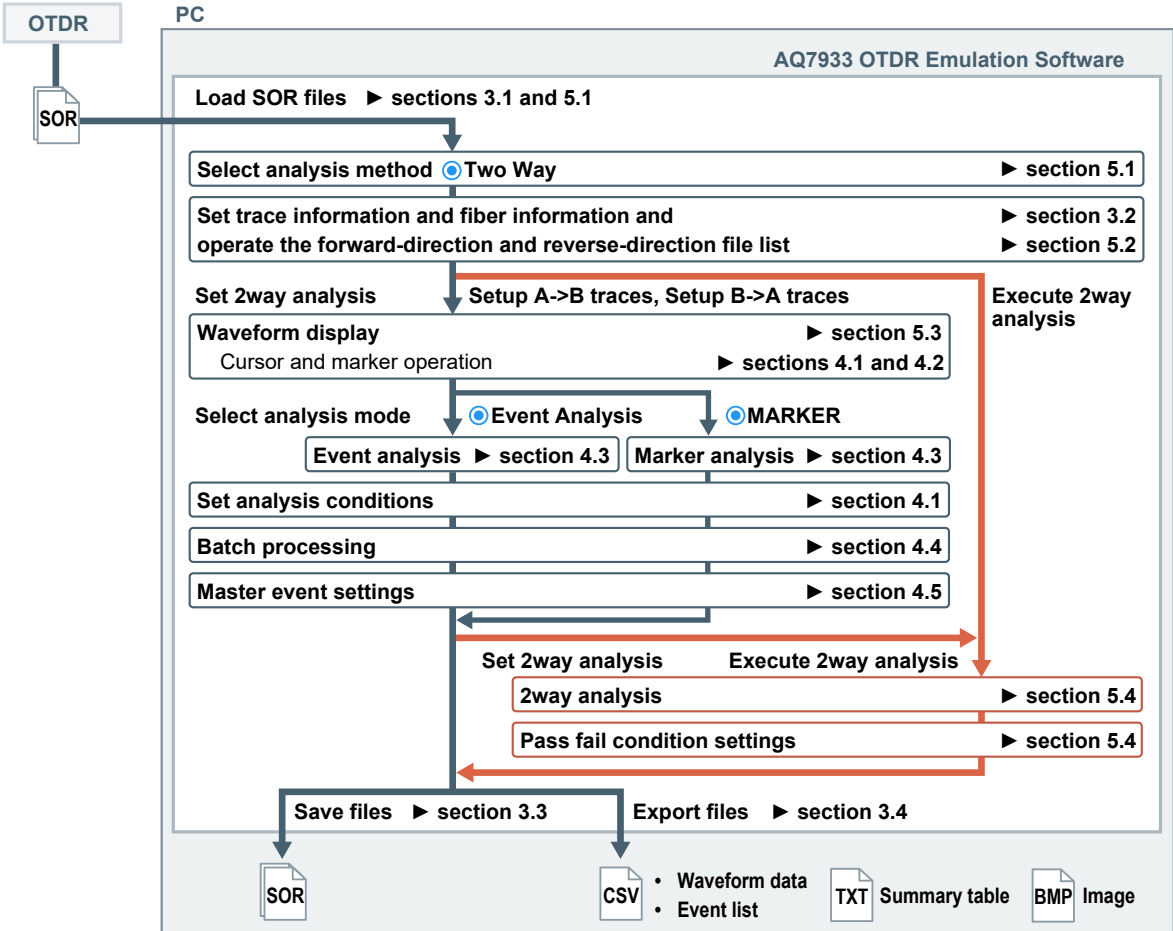 OTDR
PC
AQ7933 OTDR Emulation Software
SOR
Load SOR files ► sections 3.1 and 5.1
Select analysis method Two Way ► section 5.1
Set trace information and fiber information and ► section 3.2
operate the forward-direction and reverse-direction file list ► section 5.2
Set 2way analysis Setup A->B traces, Setup B->A traces
Execute 2way
analysis
Waveform display ► section 5.3
Cursor and marker operation ► sections 4.1 and 4.2
Select analysis mode Event Analysis MARKER
Event analysis ► section 4.3 Marker analysis ► section 4.3
Set analysis conditions ► section 4.1
Batch processing ► section 4.4
Master event settings ► section 4.5
Set 2way analysis Execute 2way analysis
2way analysis ► section 5.4
Pass fail condition settings ► section 5.4
Save files ► section 3.3 Export files ► section 3.4
SOR
CSV
• Waveform data
• Event list
TXT Summary table
BMP Image